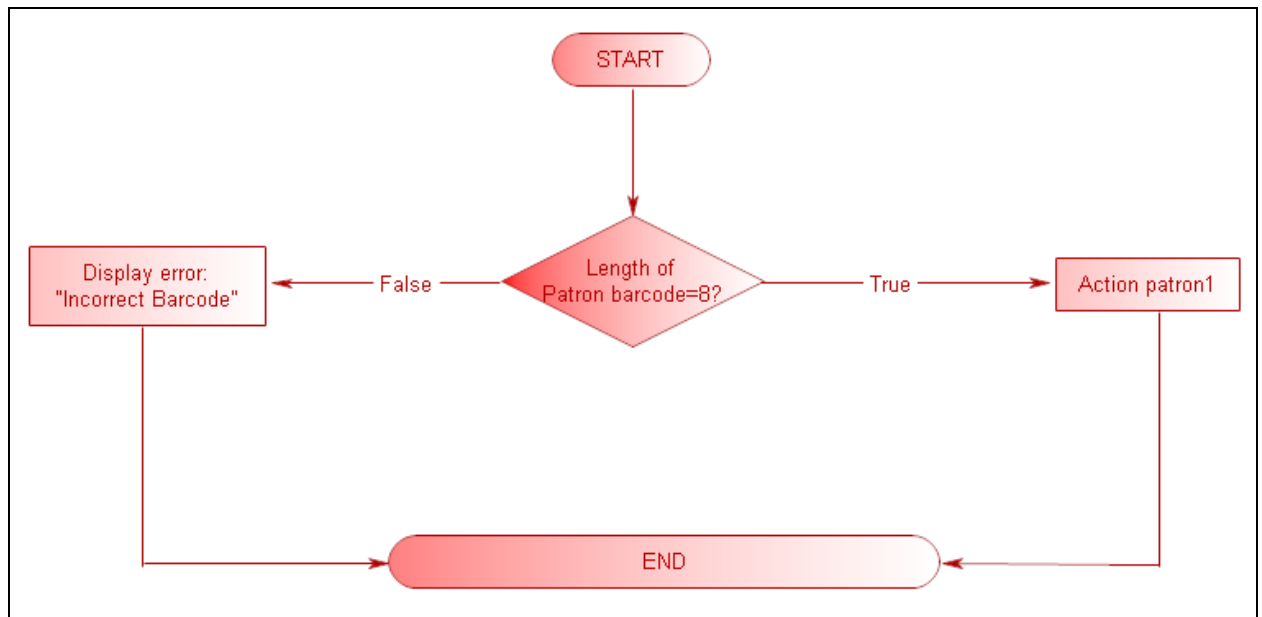 START
Length of
Patron barcode=8?
False
True
Display error:
"Incorrect Barcode"
Action patron1
END